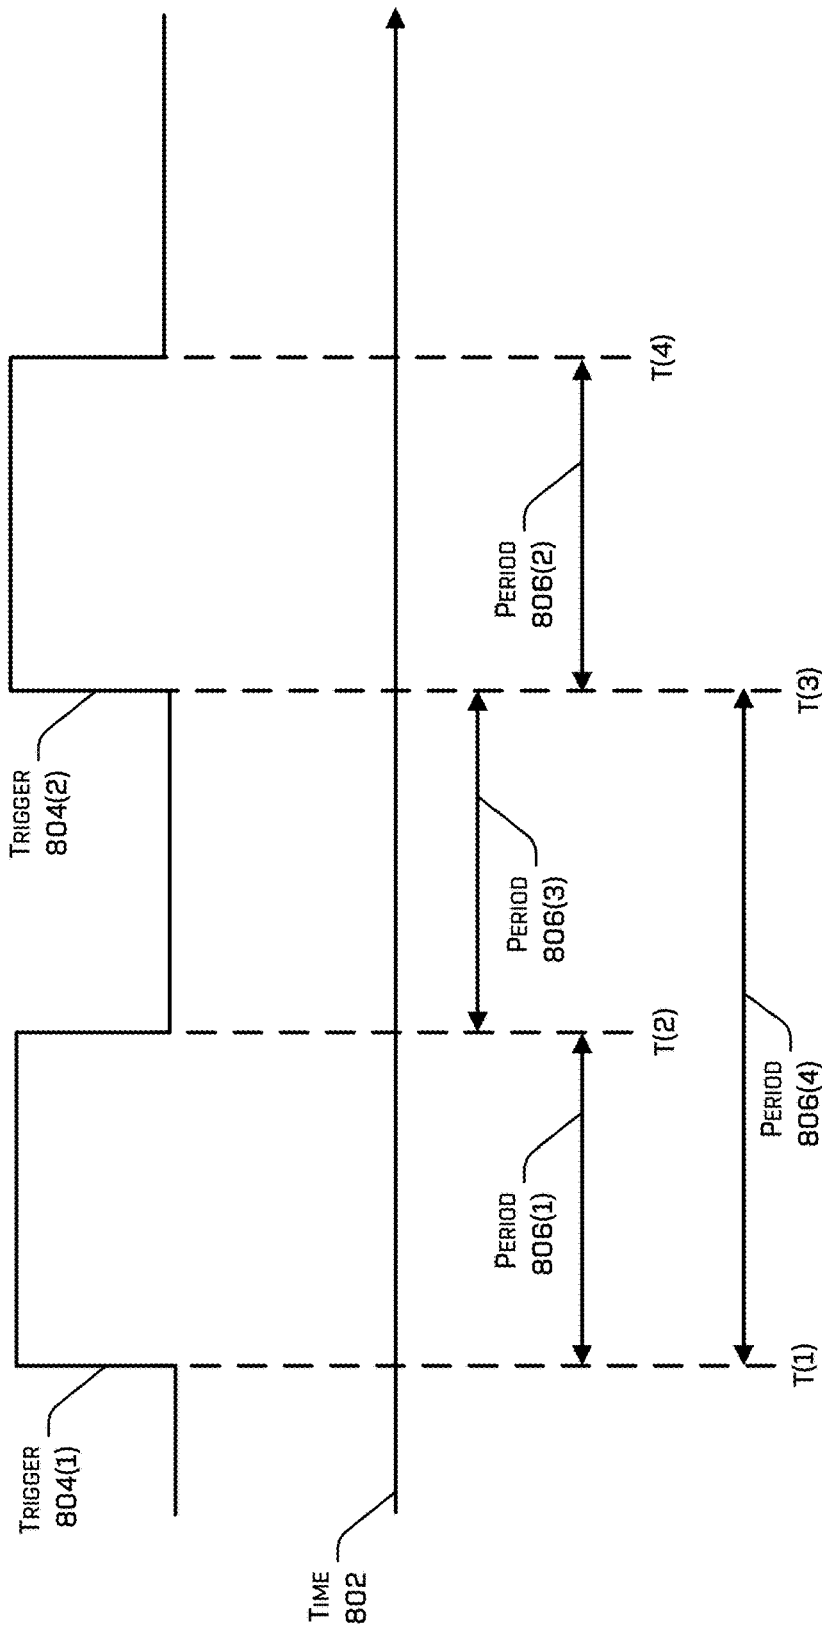 TRIGGER
804(1)
TRIGGER
804(2)
TIME
802
PERIOD
806(1)
PERIOD
806(3)
PERIOD
806(2)
T(2)
T(4)
PERIOD
806(4)
T(1)
T(3)